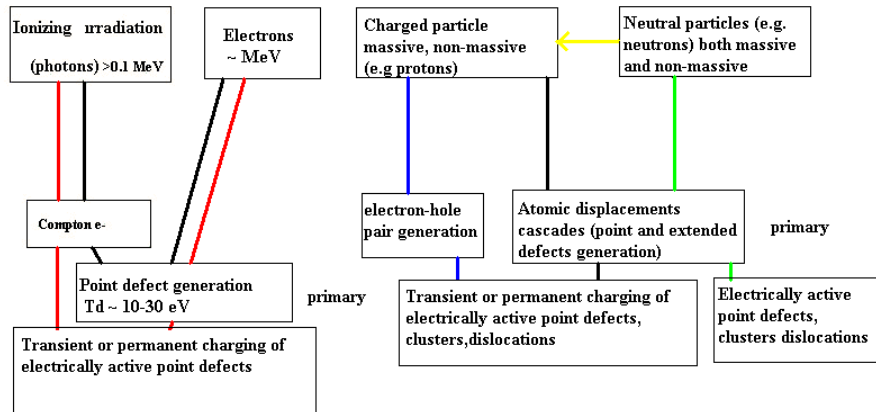 Ionizing ırradiation
(photons) >0.1 MeV
Electrons
~ MeV
Charged particle
massive, non-massive
(e.g protons)
Neutral particles (e.g.
neutrons) both massive
and non-massive
Compton e-
electron-hole
pair generation
Atomic displacements
cascades (point and extended
defects generation)
primary
Point defect generation
Td ~ 10-30 eV
primary
Transient or permanent charging of
electrically active point defects
Transient or permanent charging of
electrically active point defects,
clusters,dislocations
Electrically active
point defects,
clusters dislocations